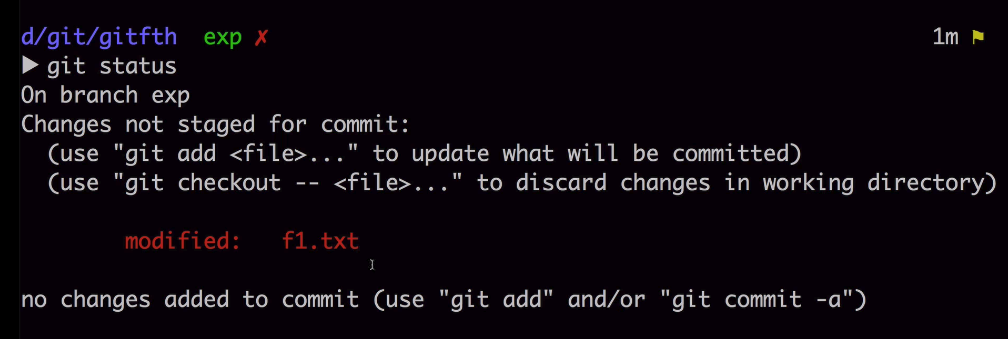 d/git/gitfth exp ✗ 1m ⚑
▶ git status
On branch exp
Changes not staged for commit:
(use "git add <file>..." to update what will be committed)
(use "git checkout -- <file>..." to discard changes in working directory)
modified: f1.txt
no changes added to commit (use "git add" and/or "git commit -a")